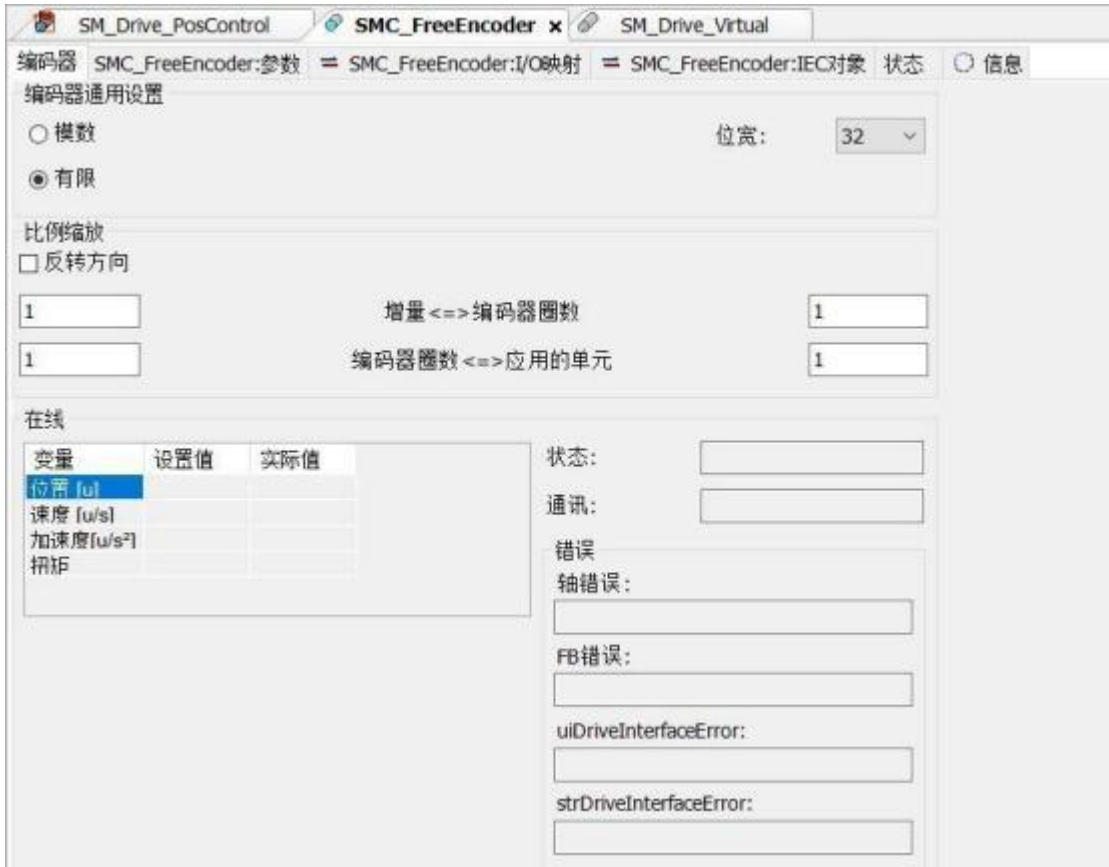 SM_Drive_PosControl SMC_FreeEncoder x SM_Drive_Virtual
编码器 SMC_FreeEncoder:参数 SMC_FreeEncoder:I/O映射 SMC_FreeEncoder:IEC对象 状态 信息
编码器通用设置
模数 位宽: 32
有限
比例缩放
反转方向
1 增量<=>编码器圈数 1
1 编码器圈数<=>应用的单元 1
在线
变量 设置值 实际值 状态:
位置 [u]
速度 [u/s] 通讯:
加速度[u/s²]
扭矩 错误
轴错误:
FB错误:
uiDriveInterfaceError:
strDriveInterfaceError: